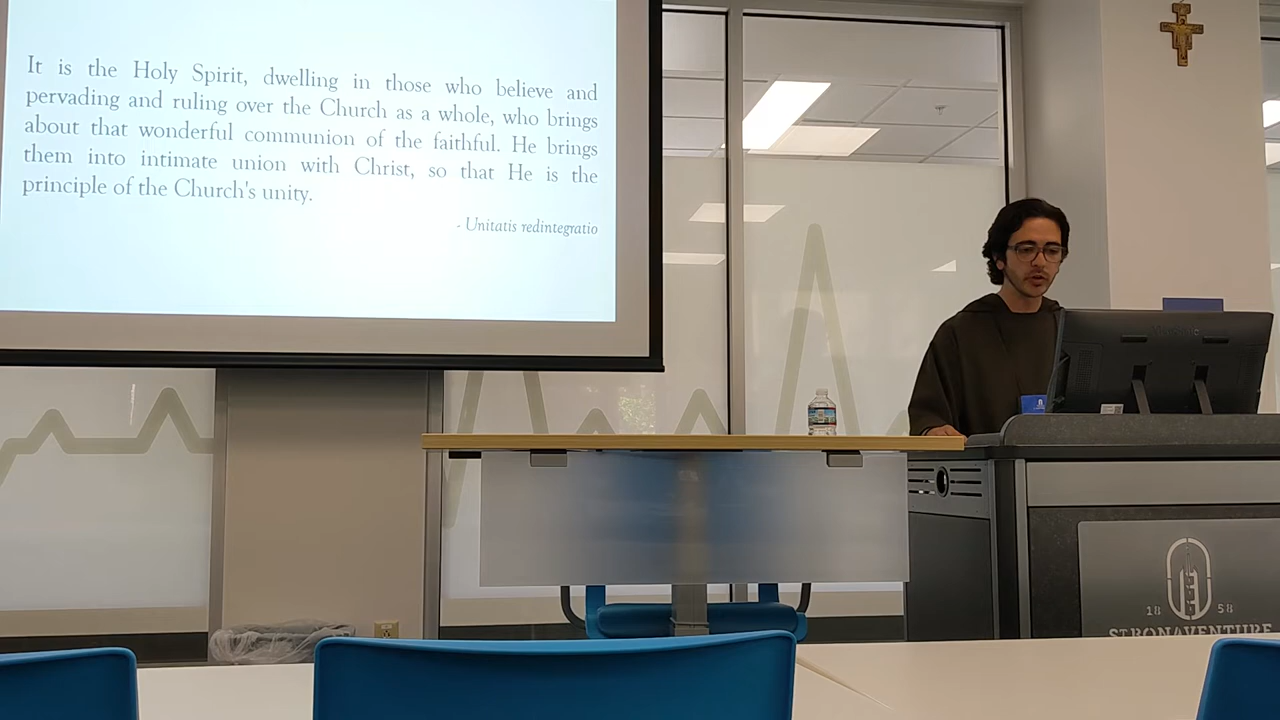 It is the Holy Spirit, dwelling in those who believe and
pervading and ruling over the Church as a whole, who brings
about that wonderful communion of the faithful. He brings
them into intimate union with Christ, so that He is the
principle of the Church's unity.
- Unitatis redintegratio
18 58
ST.BONAVENTURE